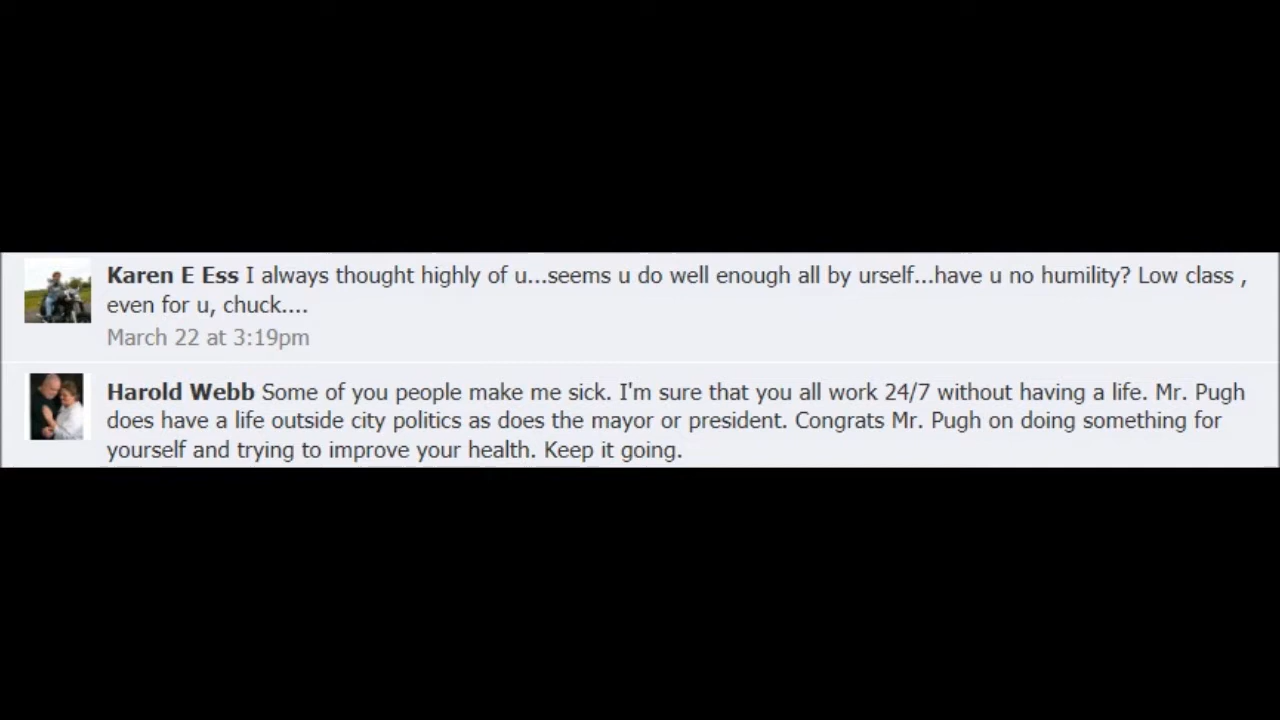 Karen E Ess I always thought highly of u...seems u do well enough all by urself...have u no humility? Low class ,
even for u, chuck....
March 22 at 3:19pm
Harold Webb Some of you people make me sick. I'm sure that you all work 24/7 without having a life. Mr. Pugh
does have a life outside city politics as does the mayor or president. Congrats Mr. Pugh on doing something for
yourself and trying to improve your health. Keep it going.